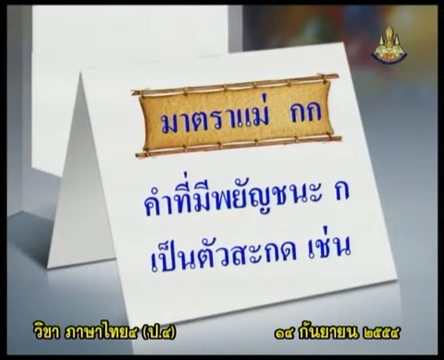 มาตราแม่ กก
คำที่มีพยัญชนะ ก
เป็นตัวสะกด เช่น
วิชา ภาษาไทย๔ (ป.๔)
๑๔ กันยายน ๒๕๕๔